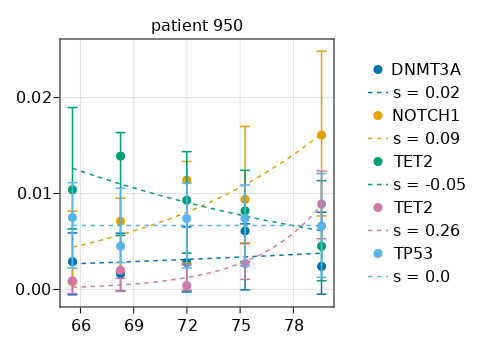 patient 950
0.02
0.01
0.00
66
69
72
75
78
DNMT3A
s = 0.02
NOTCH1
s = 0.09
TET2
s = -0.05
TET2
s = 0.26
TP53
s = 0.0